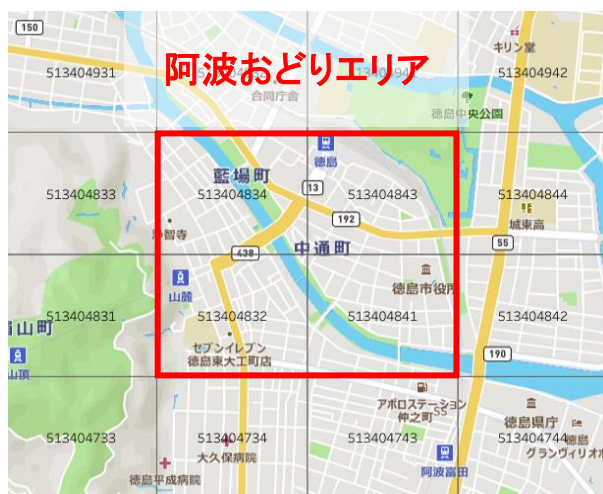 150
キリン堂
阿波おどりエリア
513404931
513404942
合同庁舎
徳島中央公園
徳島
藍場町
13
513404833
513404834
513404843
513404844
192
城東高
浄智寺
438
中通町
55
徳島市役所
山麓
513404831
513404832
513404841
513404842
眉山町
セブンイレブン
徳島東大工町店
190
山頂
アポロステーション
仲之町SS
徳島県庁
513404733
513404734
513404743
513404744
徳島
グランヴィリオホ
大久保病院
阿波富田
徳島平成病院